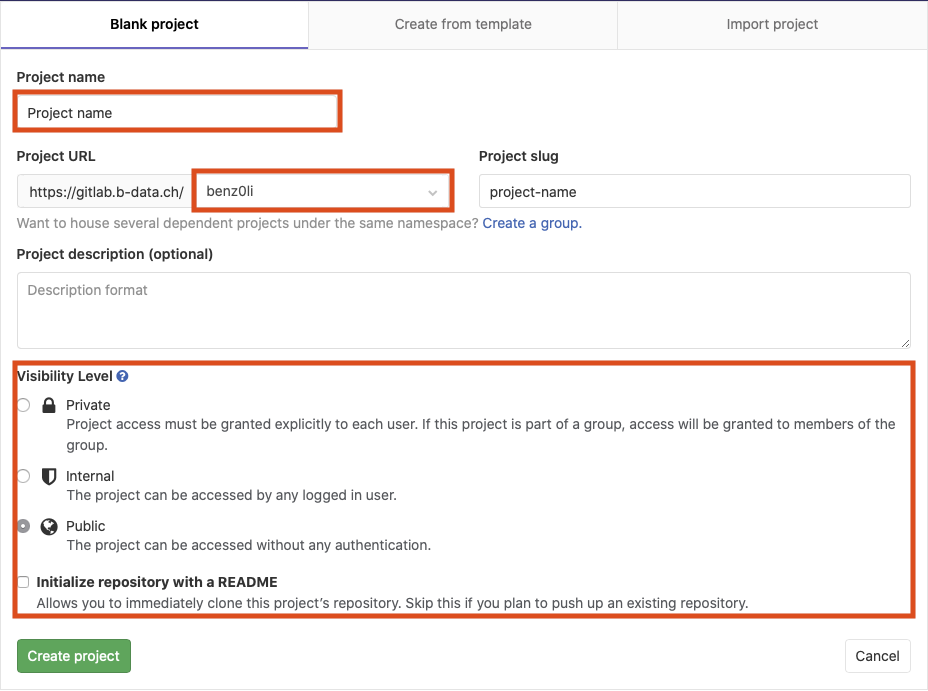 Blank project
Create from template
Import project
Project name
Project name
Project URL
Project slug
https://gitlab.b-data.ch/
benz0li
project-name
Want to house several dependent projects under the same namespace? Create a group.
Project description (optional)
Description format
Visibility Level ?
Private
Project access must be granted explicitly to each user. If this project is part of a group, access will be granted to members of the
group.
Internal
The project can be accessed by any logged in user.
Public
The project can be accessed without any authentication.
Initialize repository with a README
Allows you to immediately clone this project’s repository. Skip this if you plan to push up an existing repository.
Create project
Cancel